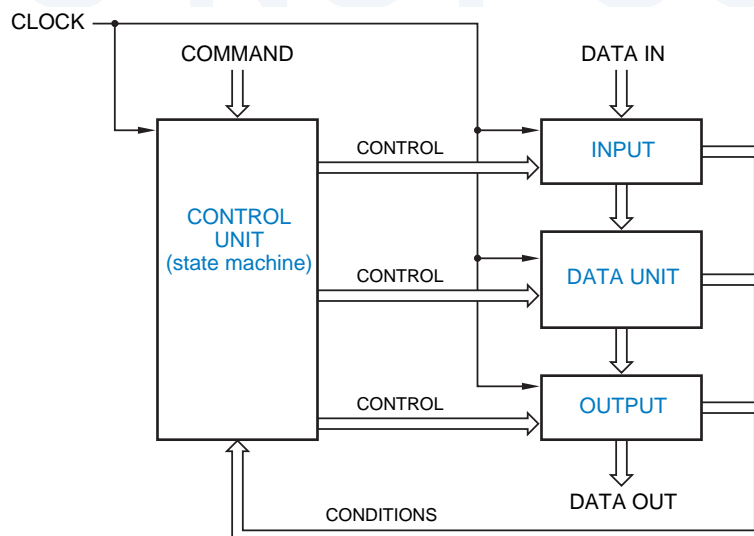 CLOCK
COMMAND
DATA IN
CONTROL
INPUT
CONTROL
UNIT
(state machine)
CONTROL
DATA UNIT
CONTROL
OUTPUT
DATA OUT
CONDITIONS